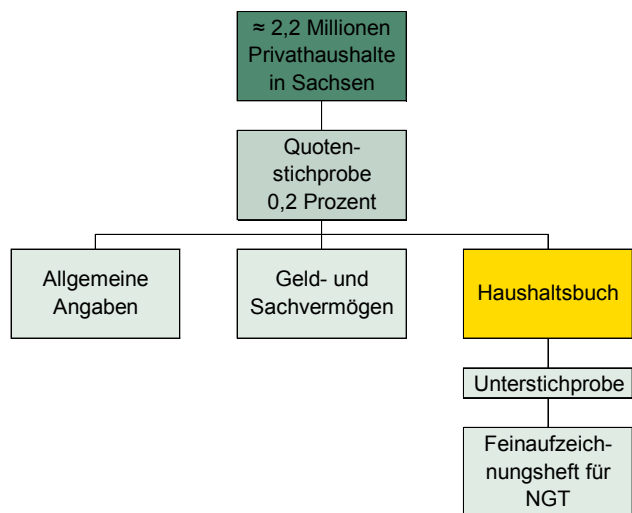 ≈ 2,2 Millionen
Privathaushalte
in Sachsen
Quoten-
stichprobe
0,2 Prozent
Allgemeine
Angaben
Geld- und
Sachvermögen
Haushaltsbuch
Unterstichprobe
Feinaufzeich-
nungsheft für
NGT